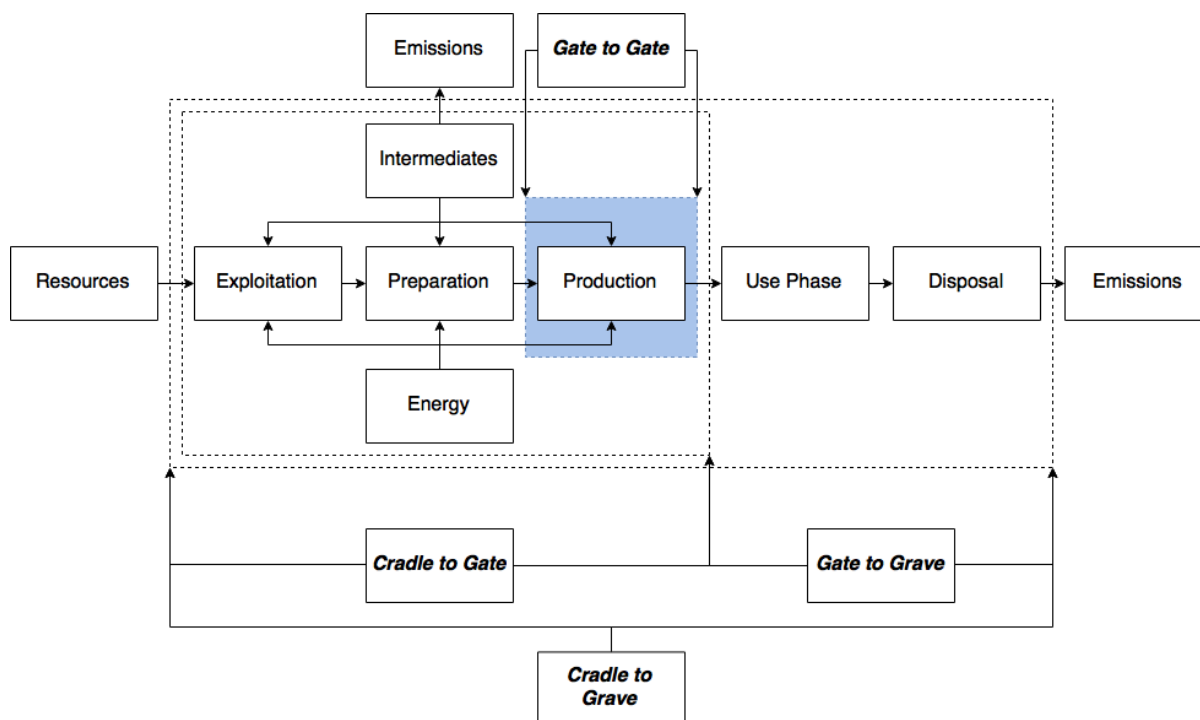 Emissions
Gate to Gate
Intermediates
Resources
Exploitation
Preparation
Production
Use Phase
Disposal
Emissions
Energy
Cradle to Gate
Gate to Grave
Cradle to
Grave